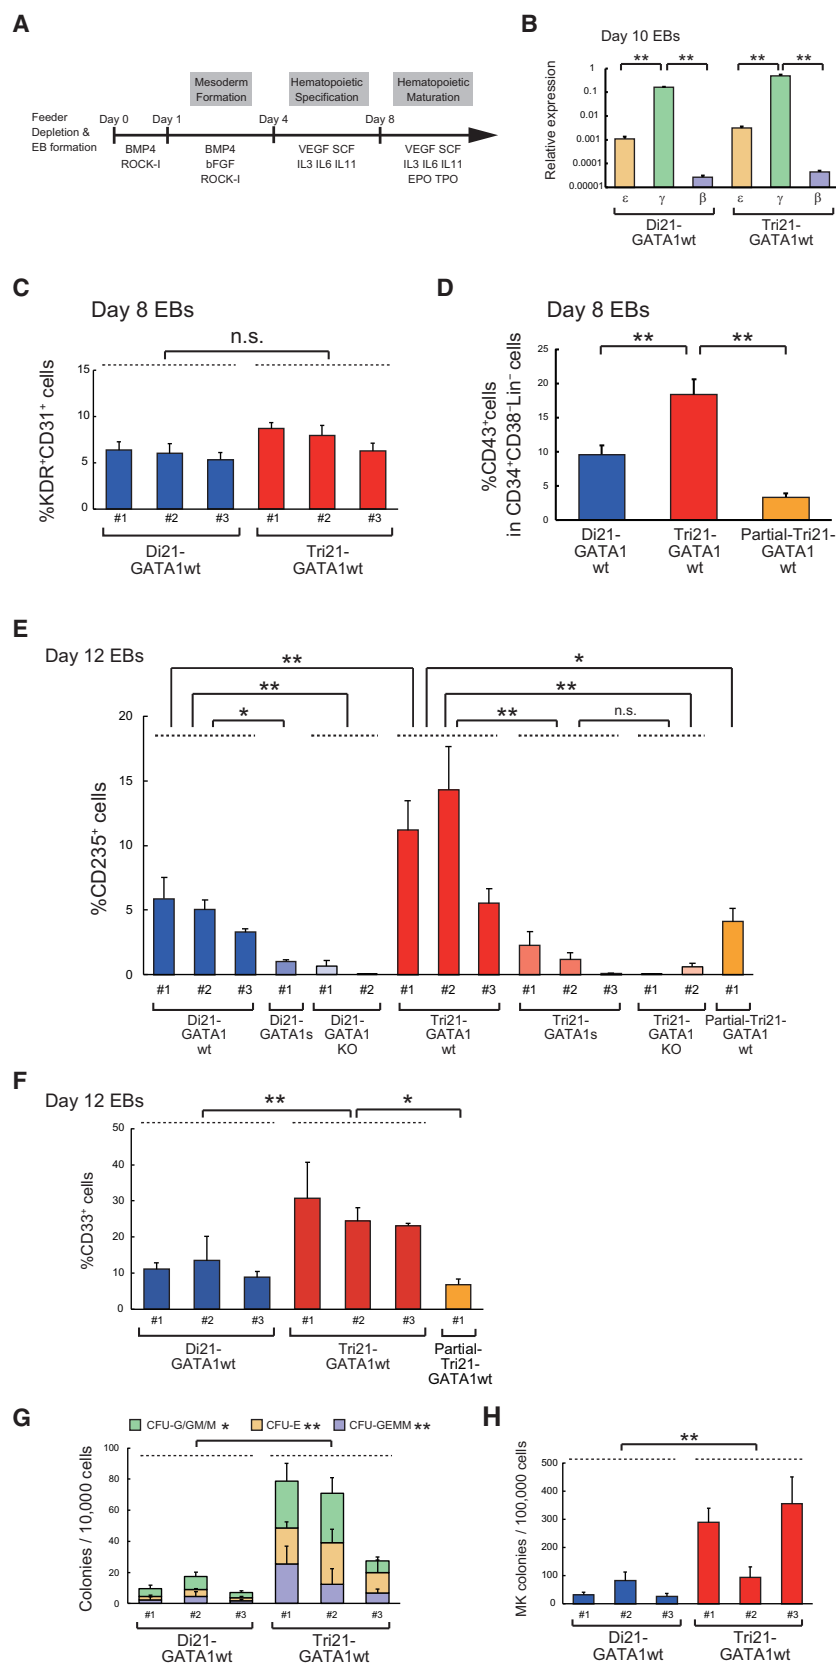 A
Mesoderm
Formation
Hematopoietic
Specification
Hematopoietic
Maturation
Feeder
Depletion &
EB formation
Day 0
Day 1
Day 4
Day 8
BMP4
ROCK-I
BMP4
bFGF
ROCK-I
VEGF SCF
IL3 IL6 IL11
VEGF SCF
IL3 IL6 IL11
EPO TPO
B
Day 10 EBs
** ** ** **
Relative expression
1
0.1
0.01
0.001
0.0001
0.00001
ε γ β ε γ β
Di21-
GATA1wt
Tri21-
GATA1wt
C
Day 8 EBs
n.s.
%KDR+CD31+ cells
15
10
5
0
#1 #2 #3 #1 #2 #3
Di21-
GATA1wt
Tri21-
GATA1wt
D
Day 8 EBs
** **
%CD43+cells
in CD34+CD38-Lin- cells
25
20
15
10
5
0
Di21-
GATA1
wt
Tri21-
GATA1
wt
Partial-Tri21-
GATA1
wt
E
Day 12 EBs
** *
** **
* ** n.s.
%CD235+ cells
20
15
10
5
0
#1 #2 #3 #1 #1 #2 #1 #2 #3 #1 #2 #3 #1 #2 #1
Di21-
GATA1
wt
Di21-
GATA1s
Di21-
GATA1
KO
Tri21-
GATA1
wt
Tri21-
GATA1s
Tri21-
GATA1
KO
Partial-Tri21-
GATA1
wt
F
Day 12 EBs
** *
%CD33+ cells
50
40
30
20
10
0
#1 #2 #3 #1 #2 #3 #1
Di21-
GATA1wt
Tri21-
GATA1wt
Partial-
Tri21-
GATA1wt
G
CFU-G/GM/M * CFU-E ** CFU-GEMM **
Colonies / 10,000 cells
100
80
60
40
20
0
#1 #2 #3 #1 #2 #3
Di21-
GATA1wt
Tri21-
GATA1wt
H
**
MK colonies / 100,000 cells
500
400
300
200
100
0
#1 #2 #3 #1 #2 #3
Di21-
GATA1wt
Tri21-
GATA1wt